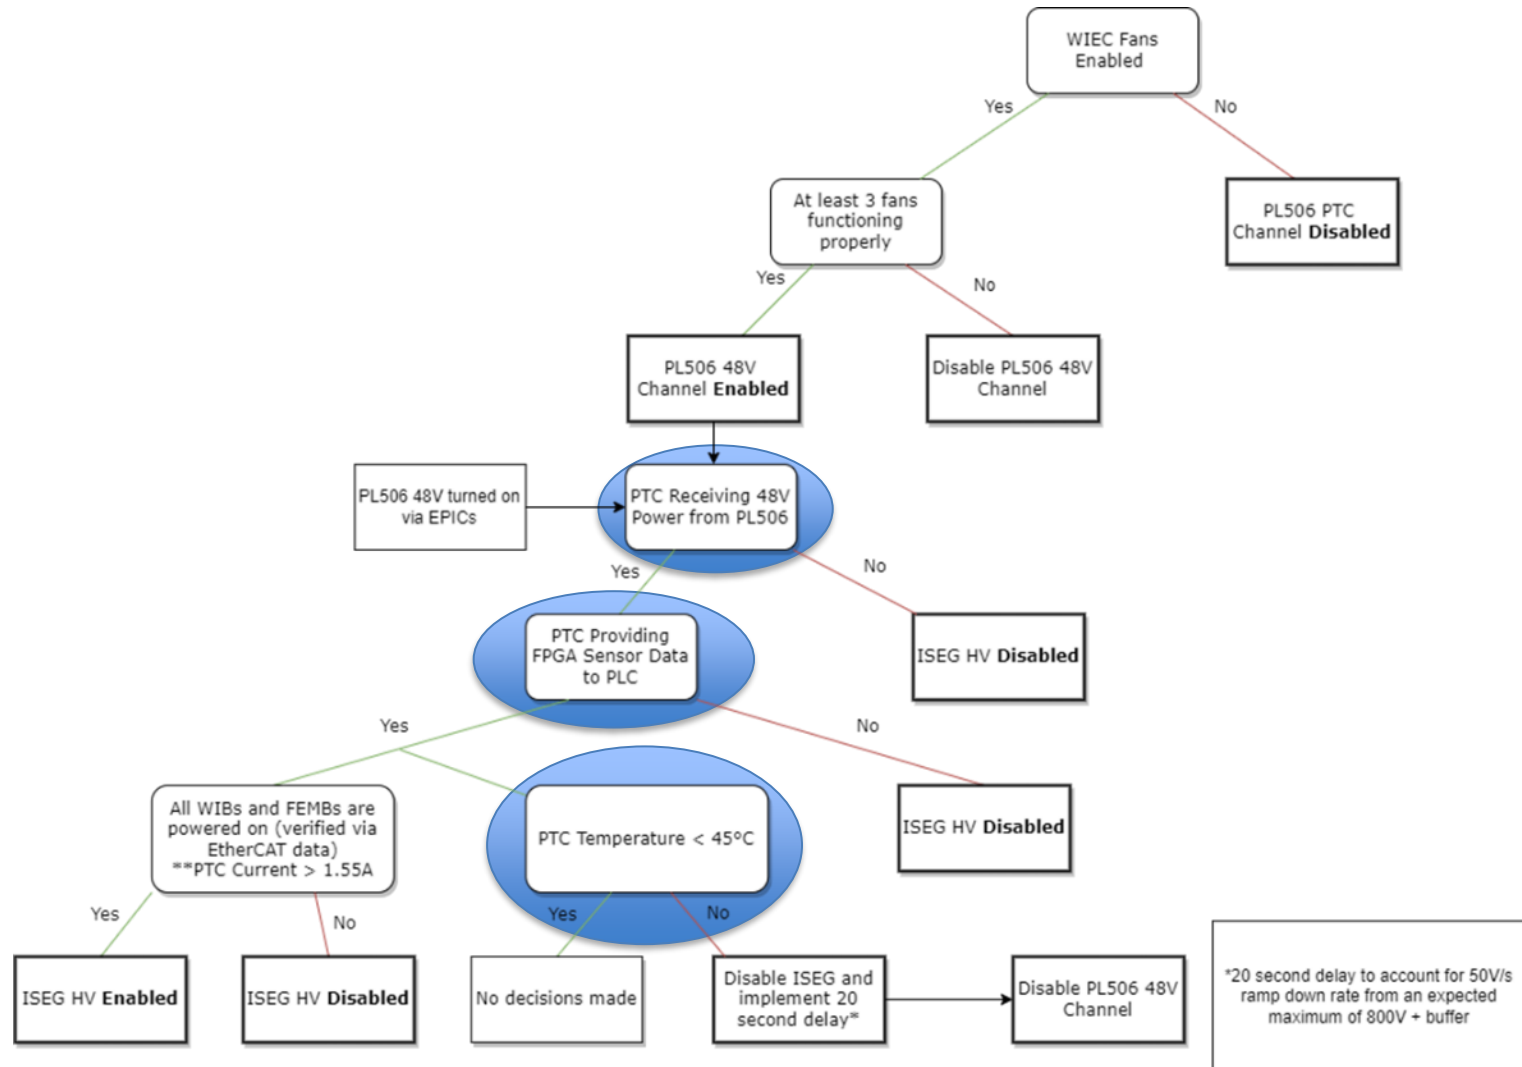 WIEC Fans
Enabled
Yes
No
At least 3 fans
functioning
properly
PL506 PTC
Channel Disabled
Yes
No
PL506 48V
Channel Enabled
Disable PL506 48V
Channel
PL506 48V turned on
via EPICs
PTC Receiving 48V
Power from PL506
Yes
No
PTC Providing
FPGA Sensor Data
to PLC
ISEG HV Disabled
Yes
No
All WIBs and FEMBs are
powered on (verified via
EtherCAT data)
**PTC Current > 1.55A
PTC Temperature < 45°C
ISEG HV Disabled
Yes
No
Yes
No
ISEG HV Enabled
ISEG HV Disabled
No decisions made
Disable ISEG and
implement 20
second delay*
Disable PL506 48V
Channel
*20 second delay to account for 50V/s
ramp down rate from an expected
maximum of 800V + buffer